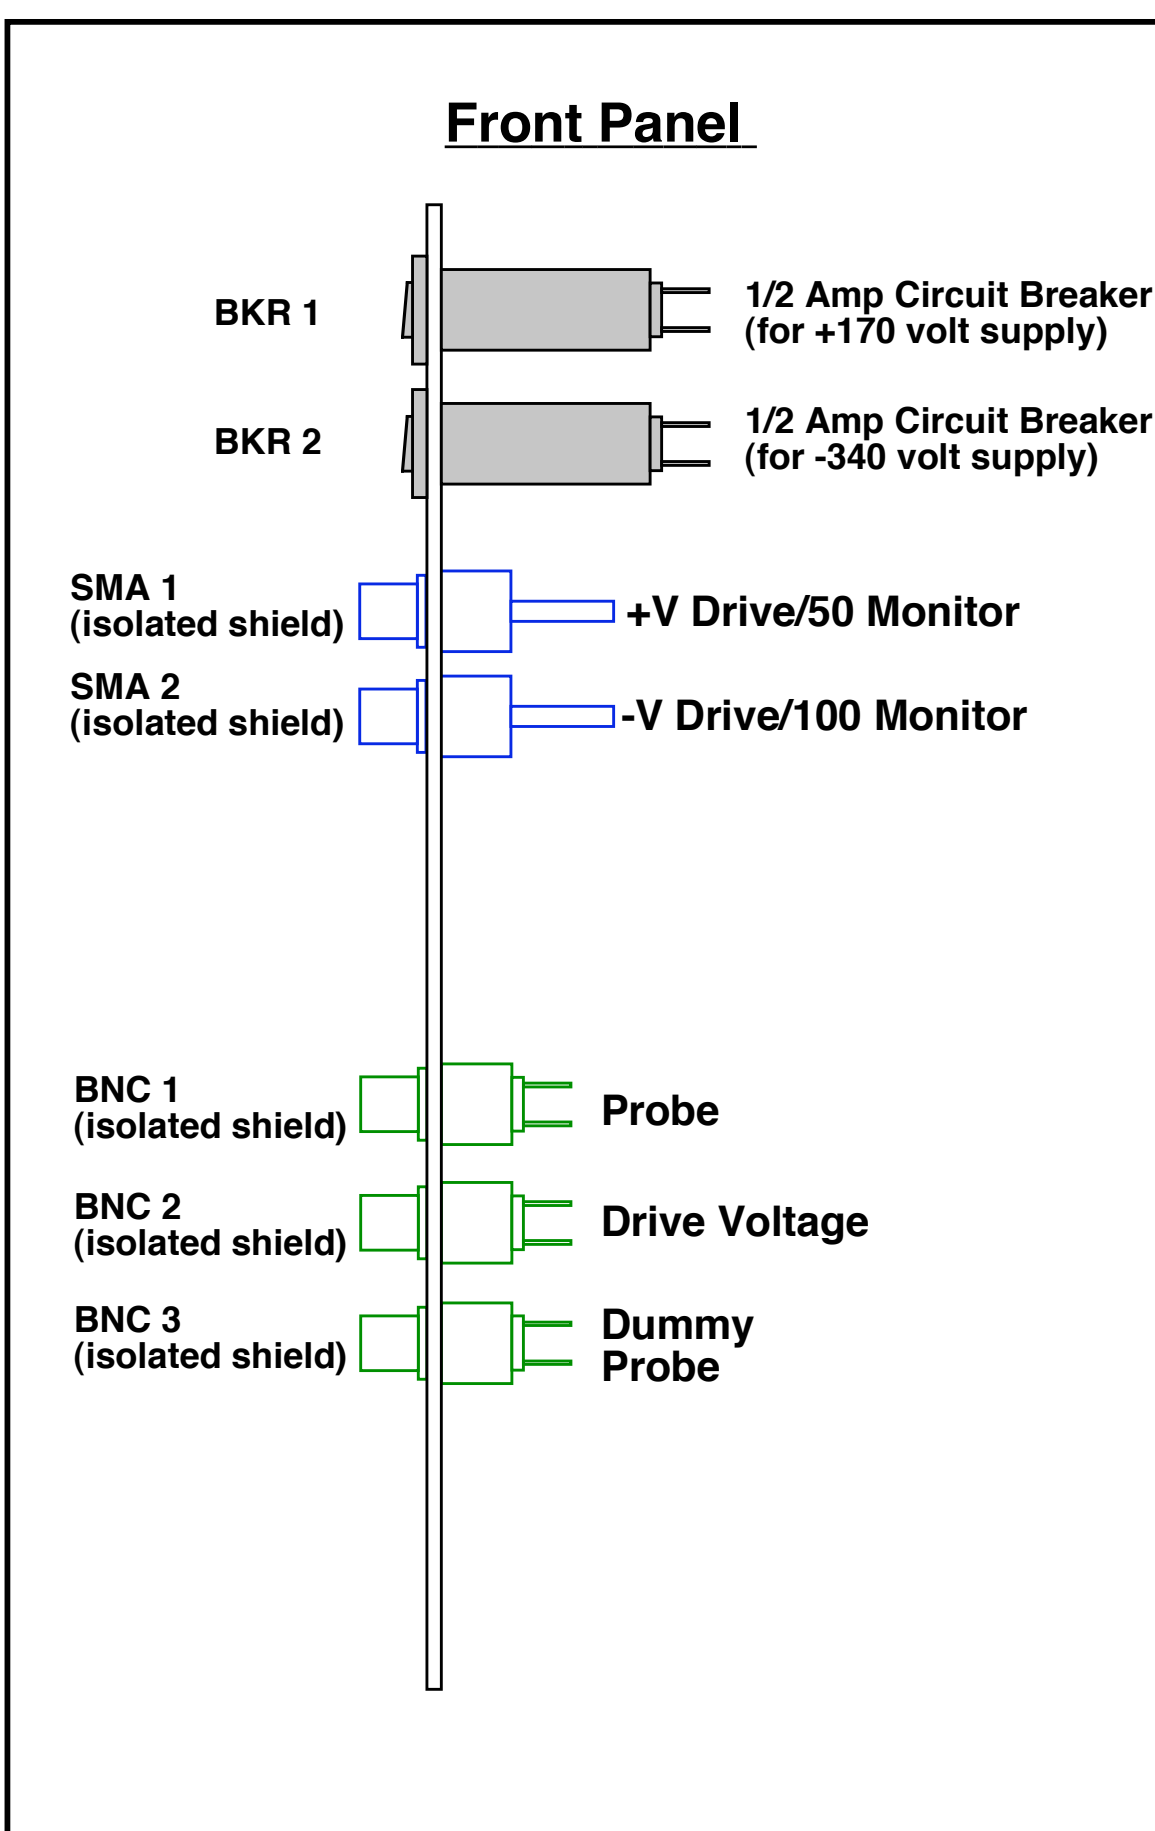 Front Panel
BKR 1
1/2 Amp Circuit Breaker
(for +170 volt supply)
BKR 2
1/2 Amp Circuit Breaker
(for -340 volt supply)
SMA 1
(isolated shield)
+V Drive/50 Monitor
SMA 2
(isolated shield)
-V Drive/100 Monitor
BNC 1
(isolated shield)
Probe
BNC 2
(isolated shield)
Drive Voltage
BNC 3
(isolated shield)
Dummy
Probe